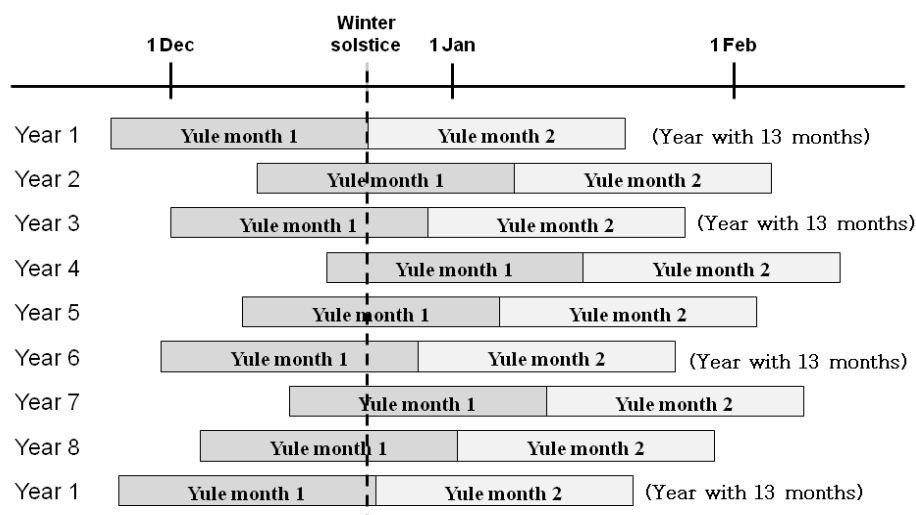 Winter
solstice
1 Dec 1 Jan 1 Feb
Year 1 Yule month 1 Yule month 2 (Year with 13 months)
Year 2 Yule month 1 Yule month 2
Year 3 Yule month 1 Yule month 2 (Year with 13 months)
Year 4 Yule month 1 Yule month 2
Year 5 Yule month 1 Yule month 2
Year 6 Yule month 1 Yule month 2 (Year with 13 months)
Year 7 Yule month 1 Yule month 2
Year 8 Yule month 1 Yule month 2
Year 1 Yule month 1 Yule month 2 (Year with 13 months)